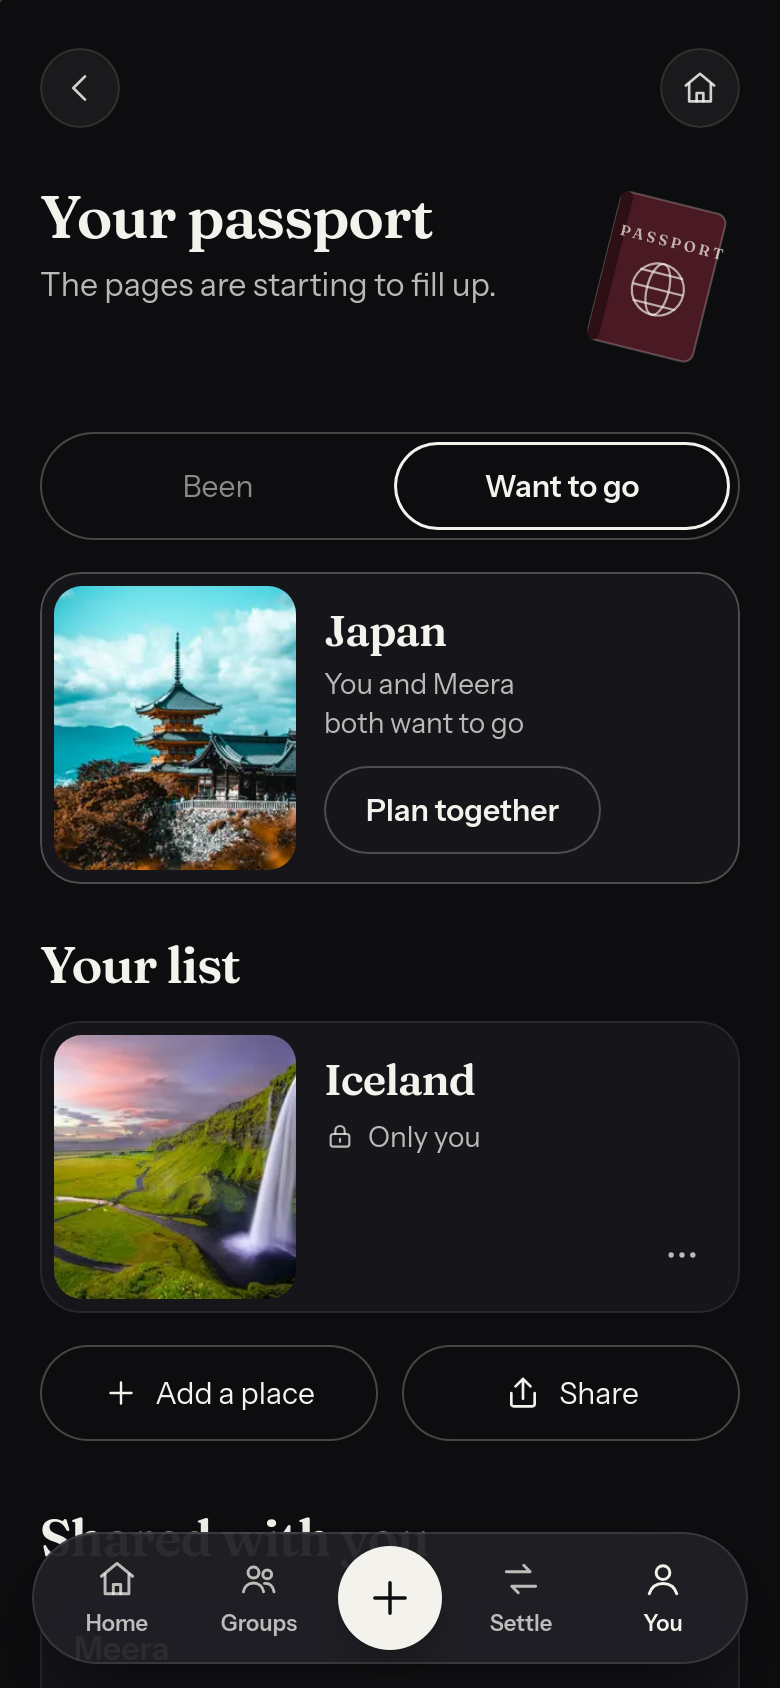 Your passport
The pages are starting to fill up.
PASSPORT
Been
Want to go
Japan
You and Meera
both want to go
Plan together
Your list
Iceland
Only you
Add a place
Share
Shared with you
Meera
Home
Groups
Settle
You